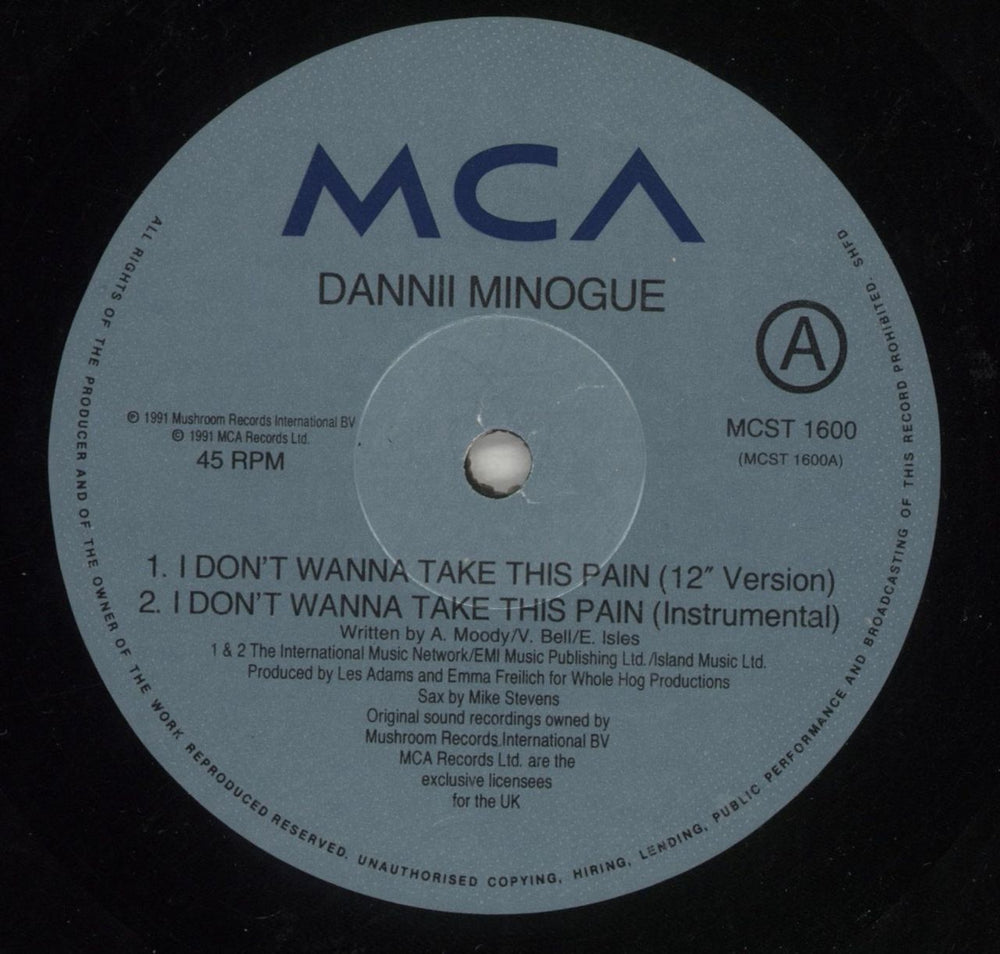 MCA
DANNII MINOGUE
A
℗ 1991 Mushroom Records International BV
© 1991 MCA Records Ltd.
45 RPM
MCST 1600
(MCST 1600A)
1. I DON'T WANNA TAKE THIS PAIN (12″ Version)
2. I DON'T WANNA TAKE THIS PAIN (Instrumental)
Written by A. Moody/V. Bell/E. Isles
1 & 2 The International Music Network/EMI Music Publishing Ltd./Island Music Ltd.
Produced by Les Adams and Emma Freilich for Whole Hog Productions
Sax by Mike Stevens
Original sound recordings owned by
Mushroom Records International BV
MCA Records Ltd. are the
exclusive licensees
for the UK
ALL RIGHTS OF THE PRODUCER AND OF THE OWNER OF THE WORK REPRODUCED RESERVED. UNAUTHORISED COPYING, HIRING, LENDING, PUBLIC PERFORMANCE AND BROADCASTING OF THIS RECORD PROHIBITED. SHFD